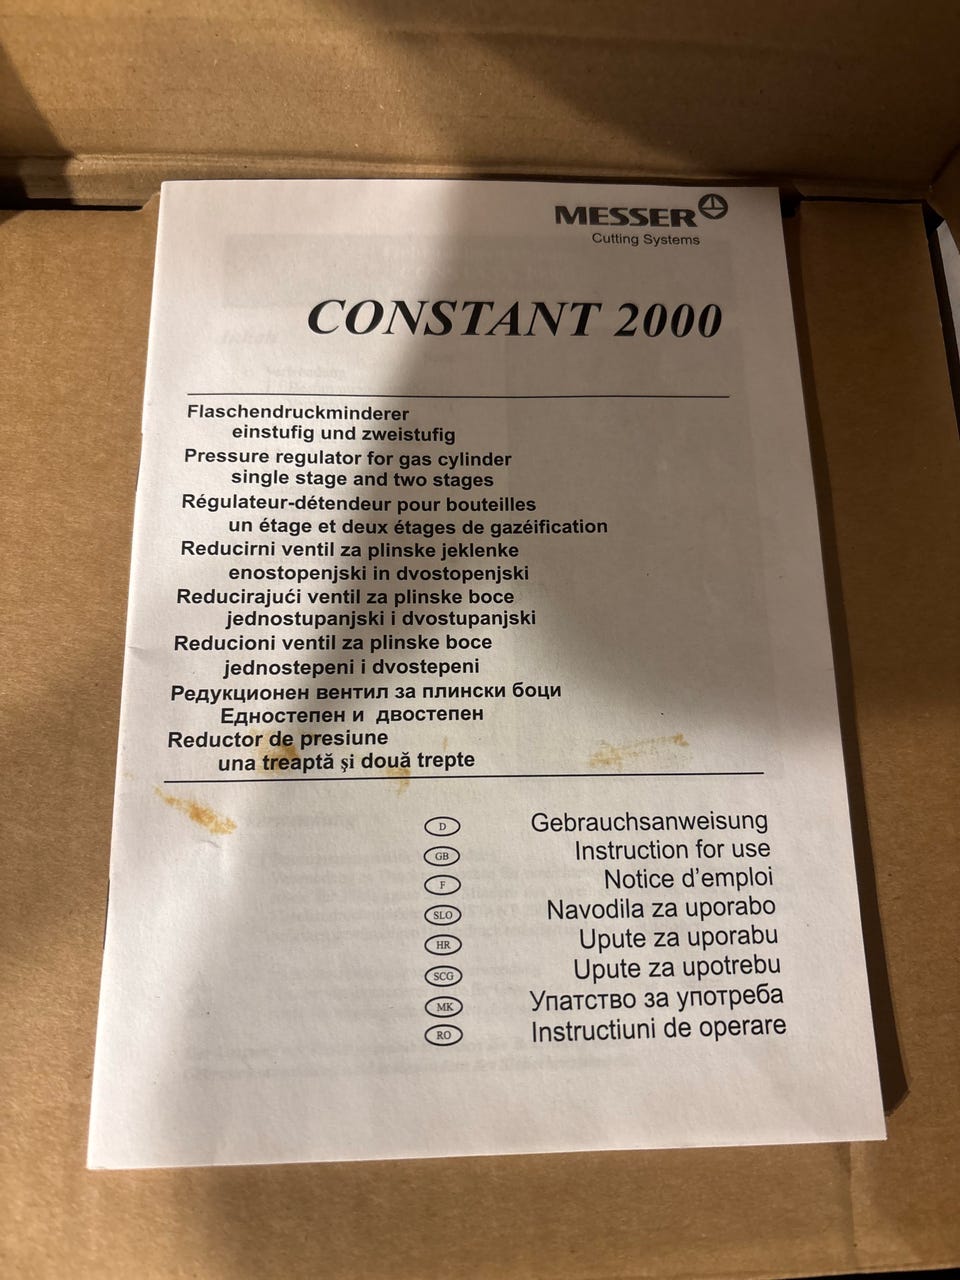 MESSER
Cutting Systems
CONSTANT 2000
Flaschendruckminderer
einstufig und zweistufig
Pressure regulator for gas cylinder
single stage and two stages
Régulateur-détendeur pour bouteilles
un étage et deux étages de gazéification
Reducirni ventil za plinske jeklenke
enostopenjski in dvostopenjski
Reducirajući ventil za plinske boce
jednostupanjski i dvostupanjski
Reducioni ventil za plinske boce
jednostepeni i dvostepeni
Редукционен вентил за плински боци
Едностепен и двостепен
Reductor de presiune
una treaptă şi două trepte
D Gebrauchsanweisung
GB Instruction for use
F Notice d'emploi
SLO Navodila za uporabo
HR Upute za uporabu
SCG Upute za upotrebu
MK Упатство за употреба
RO Instructiuni de operare